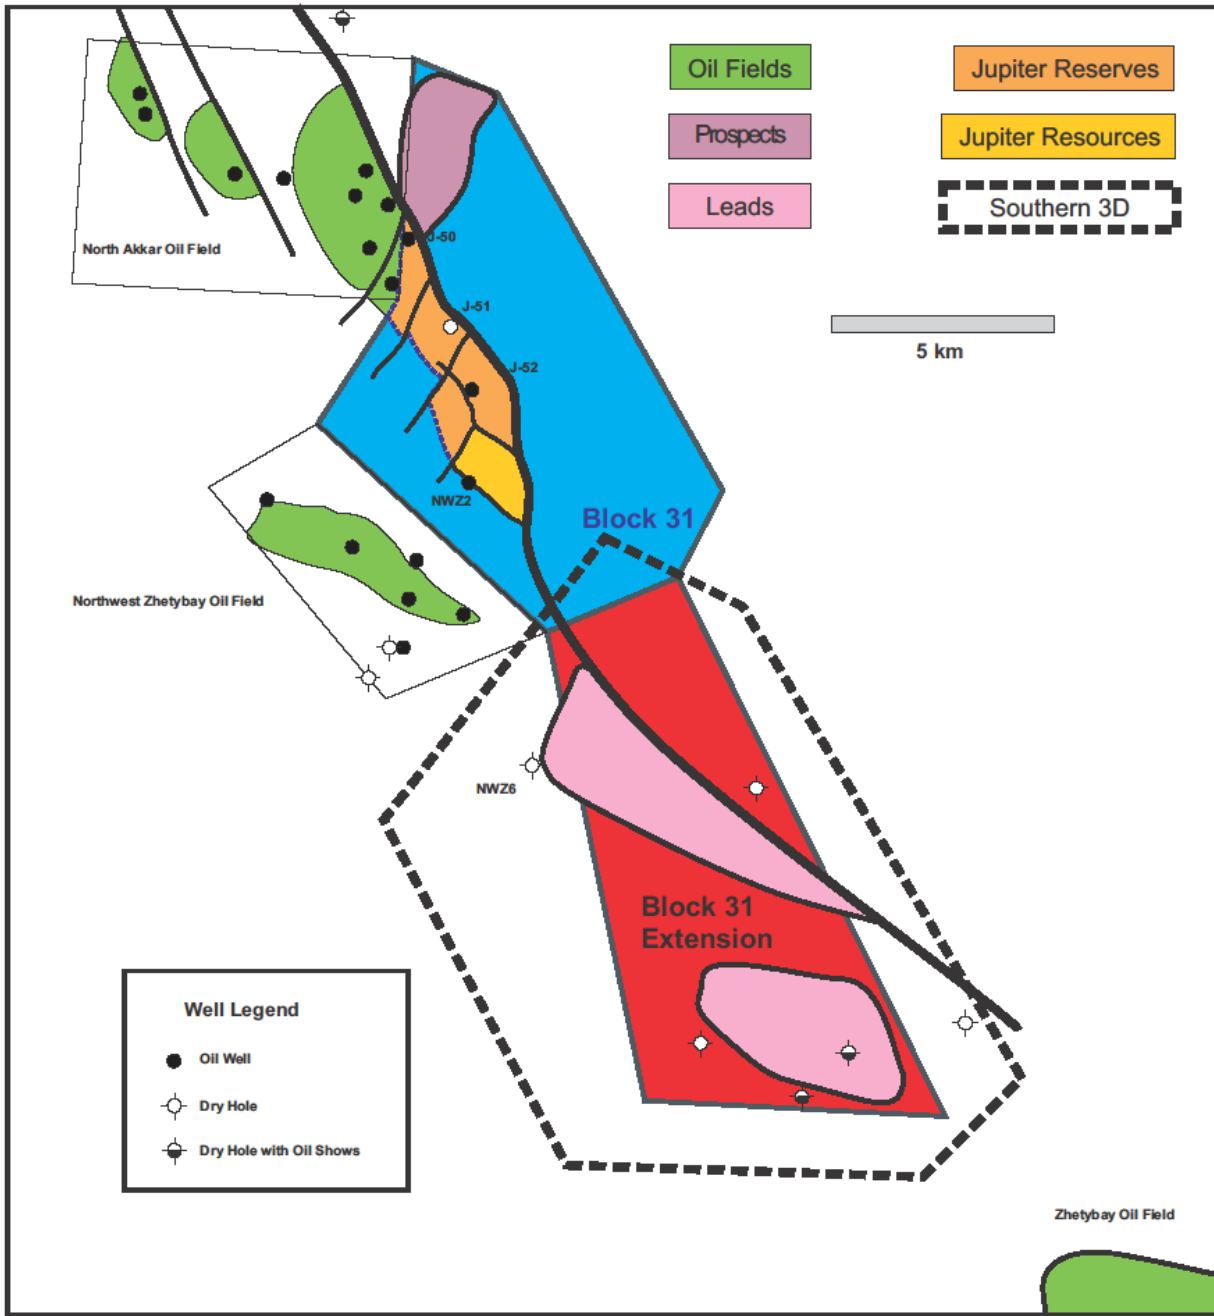 Oil Fields
Jupiter Reserves
Prospects
Jupiter Resources
Leads
Southern 3D
North Akkar Oil Field
J-50
J-51
5 km
J-52
NWZ2
Block 31
Northwest Zhetybay Oil Field
NWZ6
Block 31
Extension
Well Legend
Oil Well
Dry Hole
Dry Hole with Oil Shows
Zhetybay Oil Field